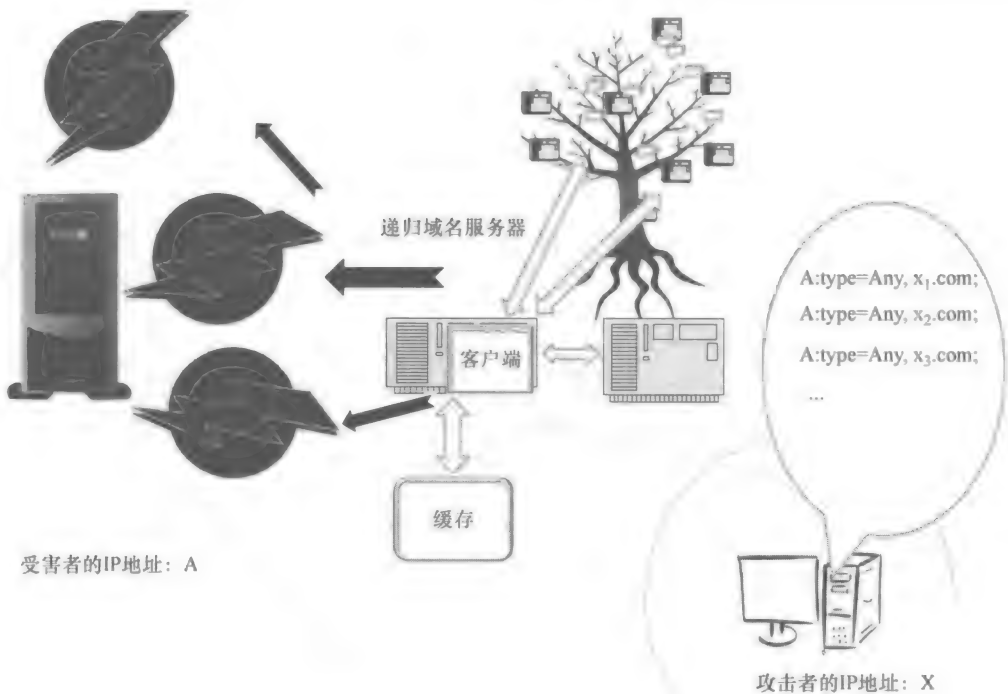 递归域名服务器
A:type=Any, x₁.com;
A:type=Any, x₂.com;
A:type=Any, x₃.com;
...
客户端
缓存
受害者的IP地址：A
攻击者的IP地址：X